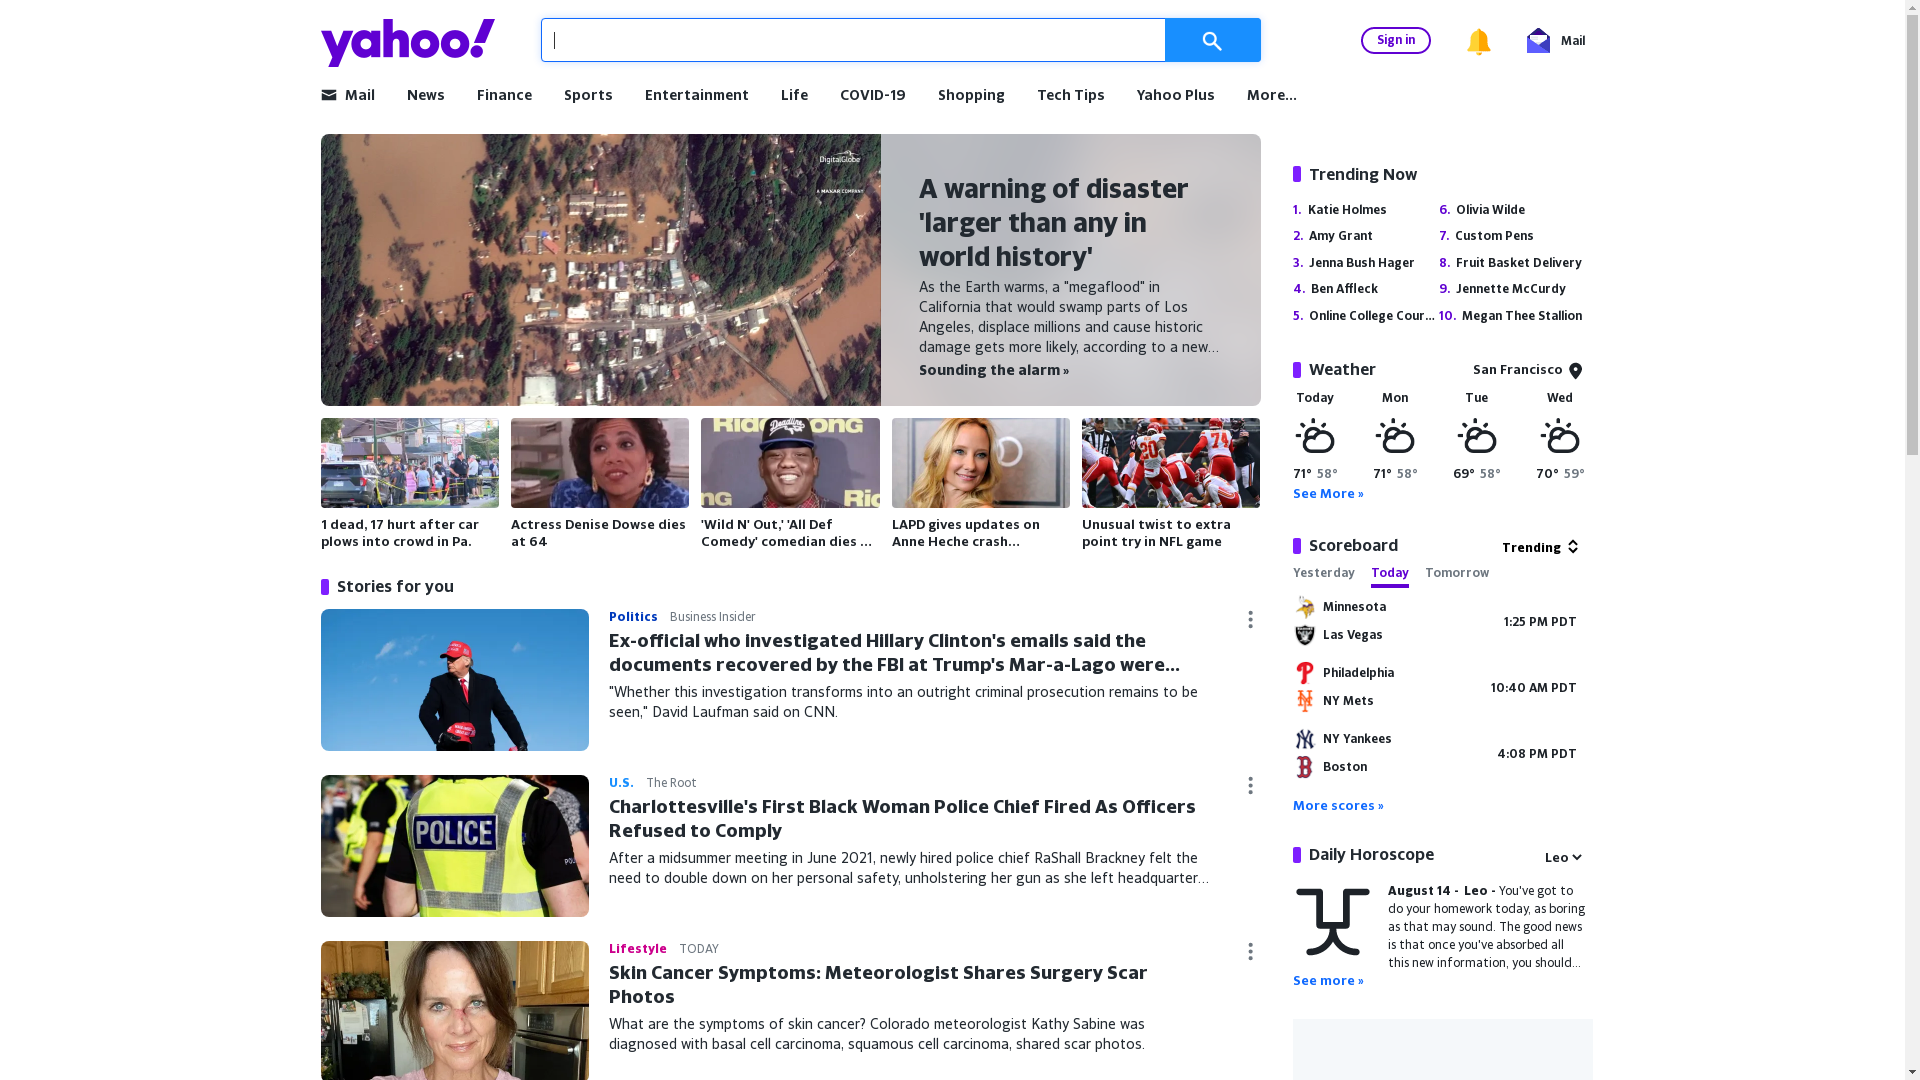 yahoo!
Sign in
Mail
Mail
News
Finance
Sports
Entertainment
Life
COVID-19
Shopping
Tech Tips
Yahoo Plus
More...
DigitalGlobe
A MAXAR COMPANY
A warning of disaster
'larger than any in
world history'
As the Earth warms, a "megaflood" in
California that would swamp parts of Los
Angeles, displace millions and cause historic
damage gets more likely, according to a new…
Sounding the alarm »
1 dead, 17 hurt after car
plows into crowd in Pa.
Actress Denise Dowse dies
at 64
'Wild N' Out,' 'All Def
Comedy' comedian dies …
LAPD gives updates on
Anne Heche crash…
Unusual twist to extra
point try in NFL game
Stories for you
Politics Business Insider
Ex-official who investigated Hillary Clinton's emails said the
documents recovered by the FBI at Trump's Mar-a-Lago were…
"Whether this investigation transforms into an outright criminal prosecution remains to be
seen," David Laufman said on CNN.
POLICE
U.S. The Root
Charlottesville's First Black Woman Police Chief Fired As Officers
Refused to Comply
After a midsummer meeting in June 2021, newly hired police chief RaShall Brackney felt the
need to double down on her personal safety, unholstering her gun as she left headquarter…
Lifestyle TODAY
Skin Cancer Symptoms: Meteorologist Shares Surgery Scar
Photos
What are the symptoms of skin cancer? Colorado meteorologist Kathy Sabine was
diagnosed with basal cell carcinoma, squamous cell carcinoma, shared scar photos.
Trending Now
1. Katie Holmes
2. Amy Grant
3. Jenna Bush Hager
4. Ben Affleck
5. Online College Cour…
6. Olivia Wilde
7. Custom Pens
8. Fruit Basket Delivery
9. Jennette McCurdy
10. Megan Thee Stallion
Weather San Francisco
Today Mon Tue Wed
71° 58° 71° 58° 69° 58° 70° 59°
See More »
Scoreboard Trending
Yesterday Today Tomorrow
Minnesota
Las Vegas
1:25 PM PDT
Philadelphia
NY Mets
10:40 AM PDT
NY Yankees
Boston
4:08 PM PDT
More scores »
Daily Horoscope Leo
August 14 - Leo - You've got to
do your homework today, as boring
as that may sound. The good news
is that once you've absorbed all
this new information, you should…
See more »